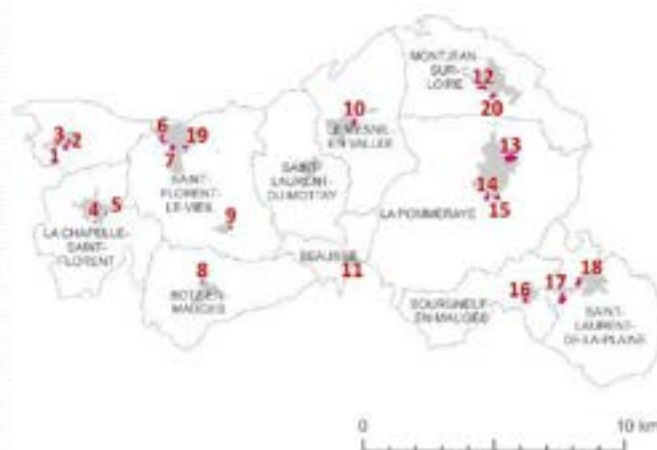 MONTJEAN-
SUR-
LOIRE
12
20
10
LE MESNIL-
EN-VALLEE
6
19
7
3
2
1
13
SAINT-
FLORENT-
LE-VIEIL
SAINT-
LAURENT-
DU-MOTTAY
14
15
LA POMMERAYE
4
5
9
LA CHAPELLE-
SAINT-
FLORENT
BEAUSSE
11
8
BOTZ-EN-
MAUGES
16
17
18
BOURGNEUF-
EN-MAUGES
SAINT-
LAURENT-
DE-LA-PLAINE
0
10 km